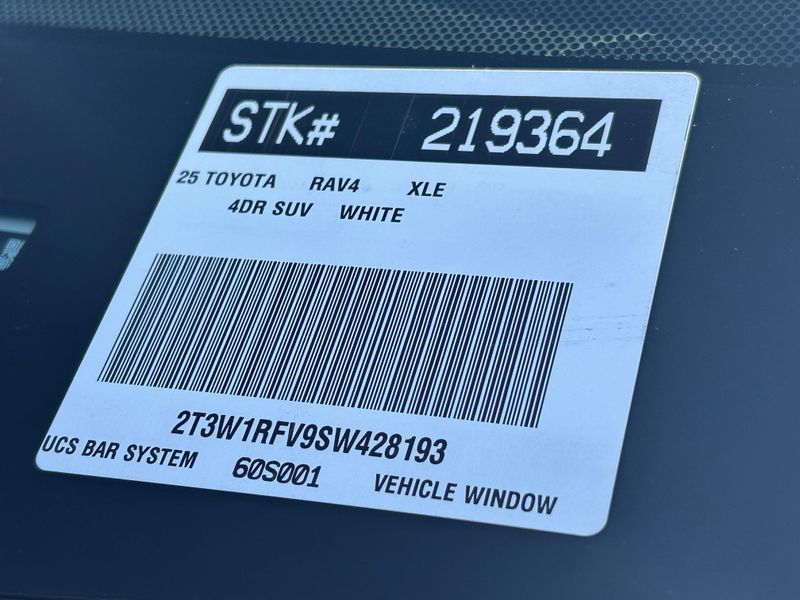 STK# 219364
25 TOYOTA RAV4 XLE
4DR SUV WHITE
2T3W1RFV9SW428193
UCS BAR SYSTEM 60S001 VEHICLE WINDOW